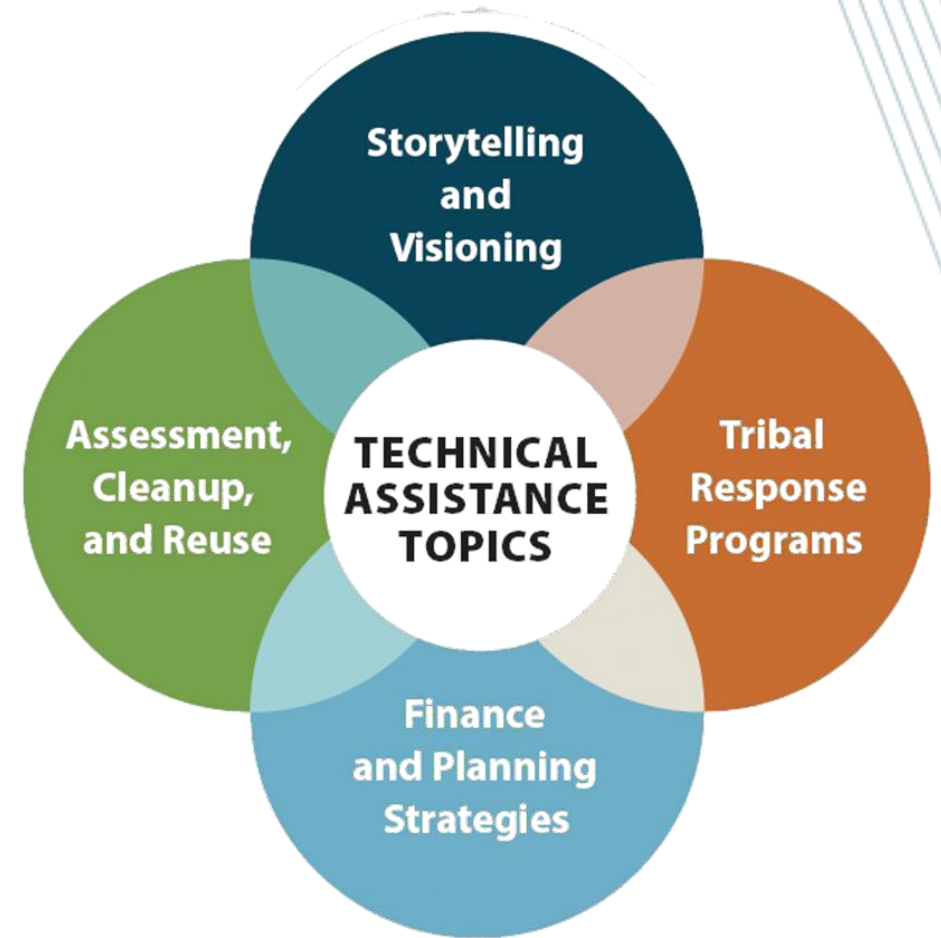 Storytelling
and
Visioning
Assessment,
Cleanup,
and Reuse
TECHNICAL
ASSISTANCE
TOPICS
Tribal
Response
Programs
Finance
and Planning
Strategies